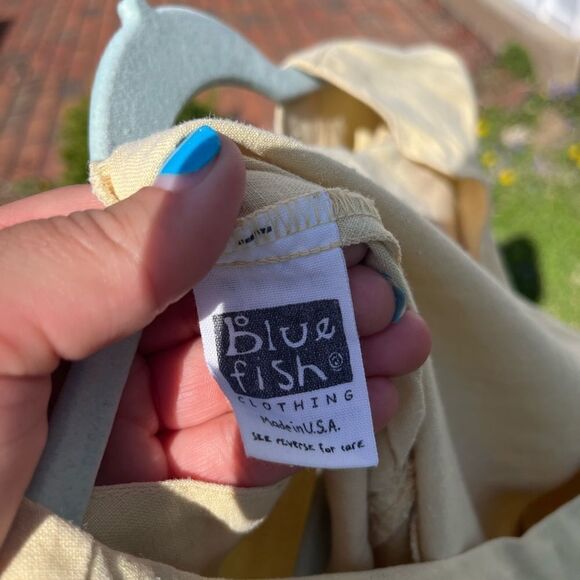 Blue
fish®
CLOTHING
Made in U.S.A.
SEE REVERSE FOR CARE